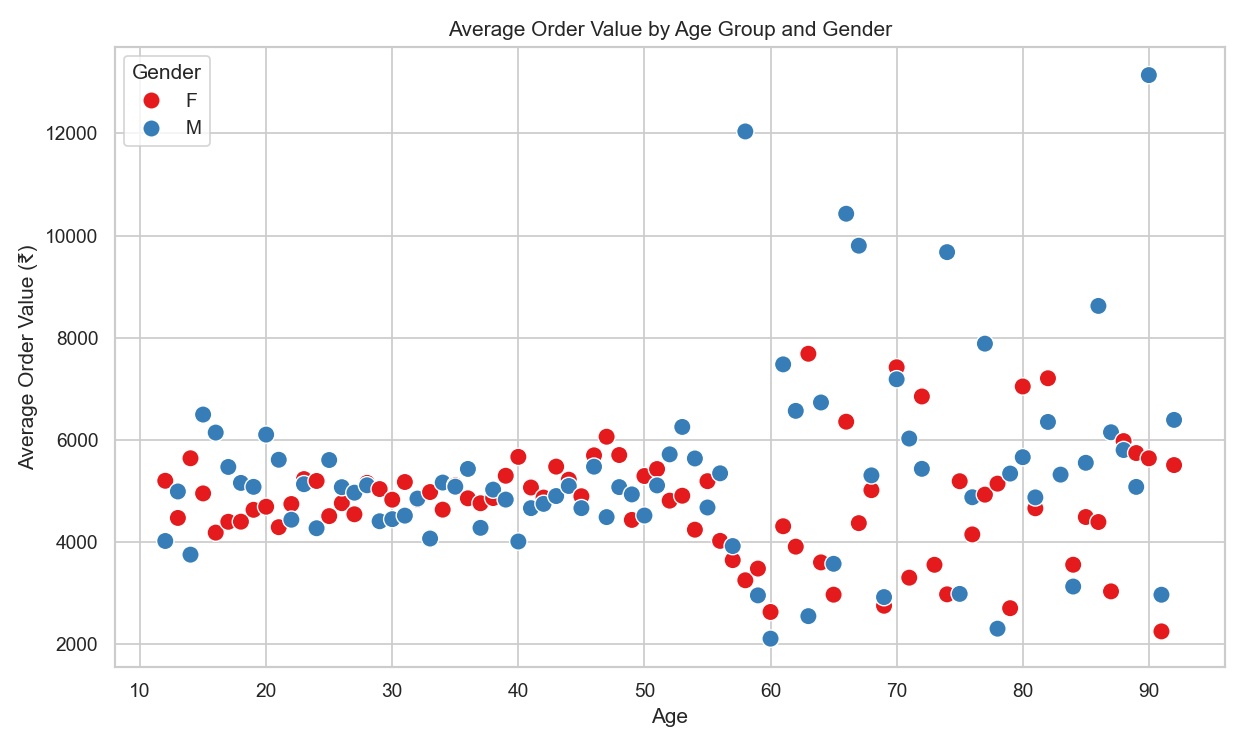 Average Order Value by Age Group and Gender
Gender
F
M
12000
10000
8000
6000
4000
2000
Average Order Value (₹)
10 20 30 40 50 60 70 80 90
Age